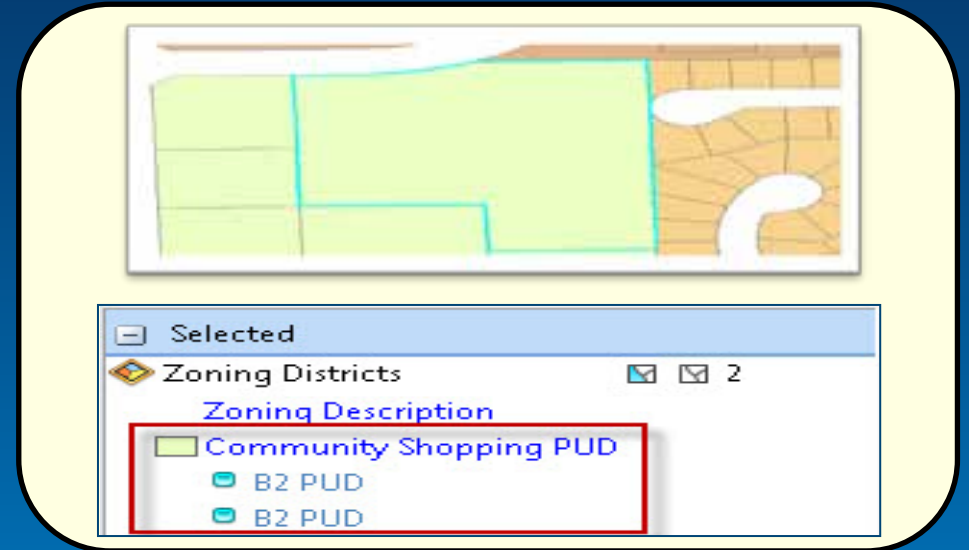 Selected
Zoning Districts 2
Zoning Description
Community Shopping PUD
B2 PUD
B2 PUD